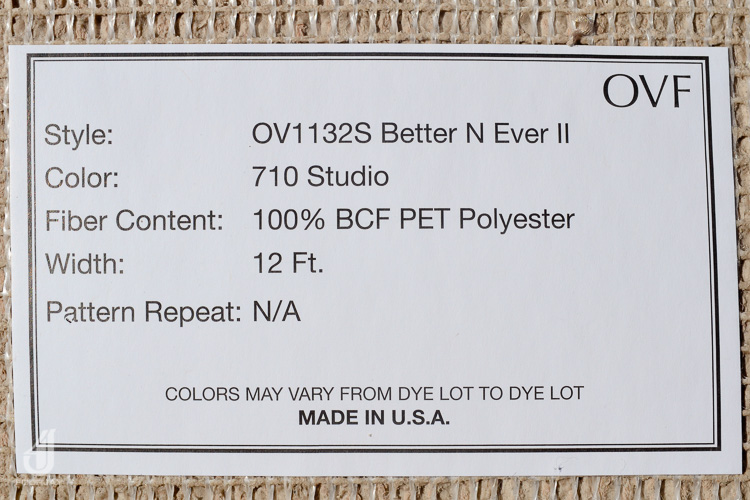 OVF
Style: OV1132S Better N Ever II
Color: 710 Studio
Fiber Content: 100% BCF PET Polyester
Width: 12 Ft.
Pattern Repeat: N/A
COLORS MAY VARY FROM DYE LOT TO DYE LOT
MADE IN U.S.A.